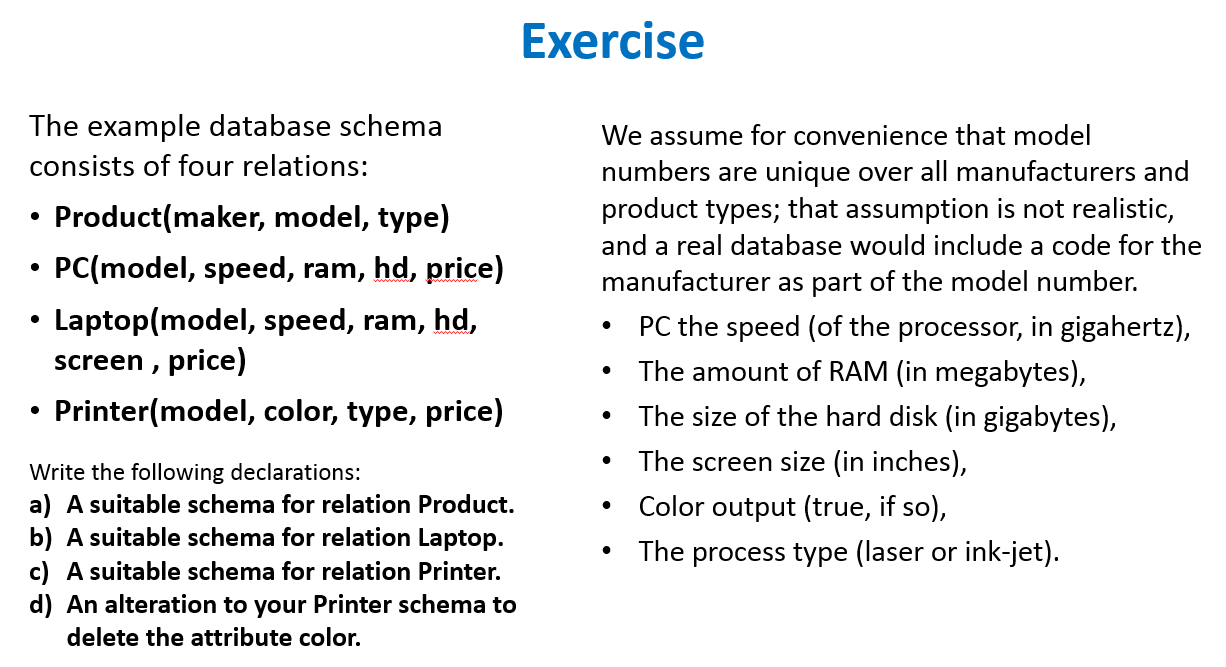 Exercise
The example database schema
consists of four relations:
• Product(maker, model, type)
• PC(model, speed, ram, hd, price)
• Laptop(model, speed, ram, hd,
screen , price)
• Printer(model, color, type, price)
Write the following declarations:
a) A suitable schema for relation Product.
b) A suitable schema for relation Laptop.
c) A suitable schema for relation Printer.
d) An alteration to your Printer schema to
delete the attribute color.
We assume for convenience that model
numbers are unique over all manufacturers and
product types; that assumption is not realistic,
and a real database would include a code for the
manufacturer as part of the model number.
• PC the speed (of the processor, in gigahertz),
• The amount of RAM (in megabytes),
• The size of the hard disk (in gigabytes),
• The screen size (in inches),
• Color output (true, if so),
• The process type (laser or ink-jet).